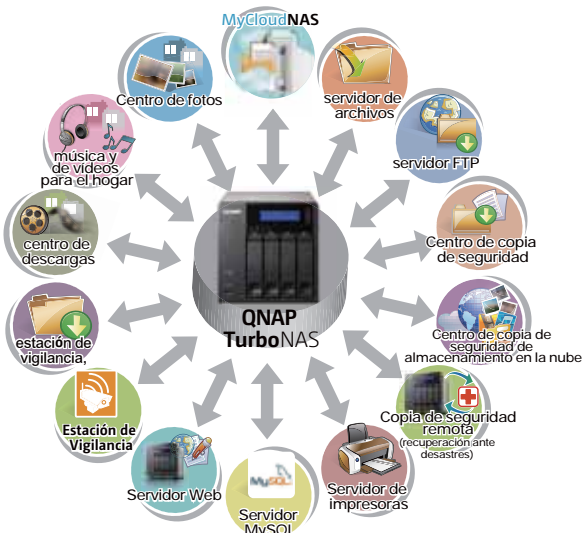 MyCloudNAS
Centro de fotos
servidor de
archivos
música y
de vídeos
para el hogar
servidor FTP
centro de
descargas
Centro de copia
de seguridad
QNAP
TurboNAS
estación de
vigilancia,
Centro de copia de
seguridad de
almacenamiento en la nube
Estación de
Vigilancia
Copia de seguridad
remota
(recuperación ante
desastres)
Servidor Web
MySQL
Servidor
MySQL
Servidor de
impresoras